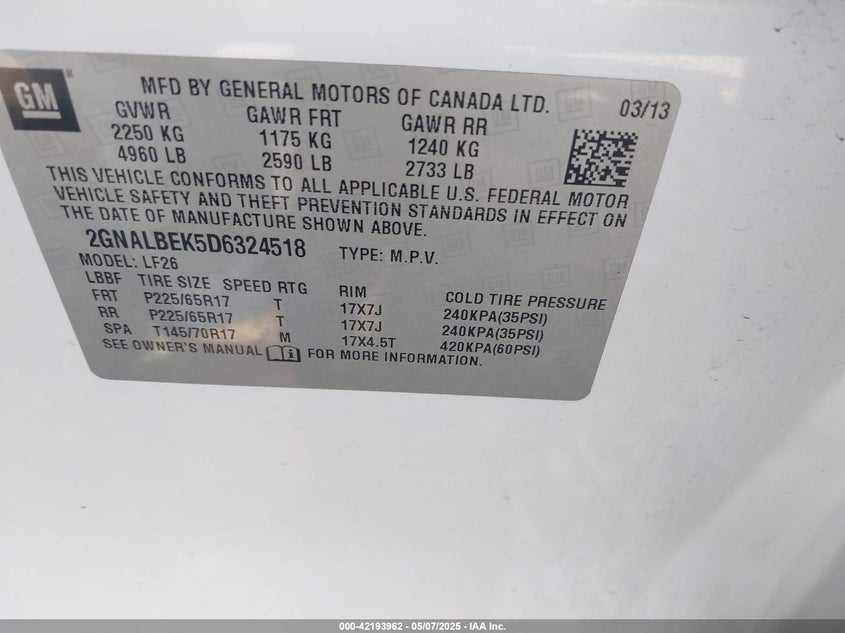 GM ®
MFD BY GENERAL MOTORS OF CANADA LTD. 03/13
GVWR GAWR FRT GAWR RR
2250 KG 1175 KG 1240 KG
4960 LB 2590 LB 2733 LB
THIS VEHICLE CONFORMS TO ALL APPLICABLE U.S. FEDERAL MOTOR
VEHICLE SAFETY AND THEFT PREVENTION STANDARDS IN EFFECT ON
THE DATE OF MANUFACTURE SHOWN ABOVE.
2GNALBEK5D6324518 TYPE: M.P.V.
MODEL: LF26
LBBF TIRE SIZE SPEED RTG RIM COLD TIRE PRESSURE
FRT P225/65R17 T 17X7J 240KPA(35PSI)
RR P225/65R17 T 17X7J 240KPA(35PSI)
SPA T145/70R17 M 17X4.5T 420KPA(60PSI)
SEE OWNER'S MANUAL FOR MORE INFORMATION.
000-42193962 - 05/07/2025 - IAA Inc.